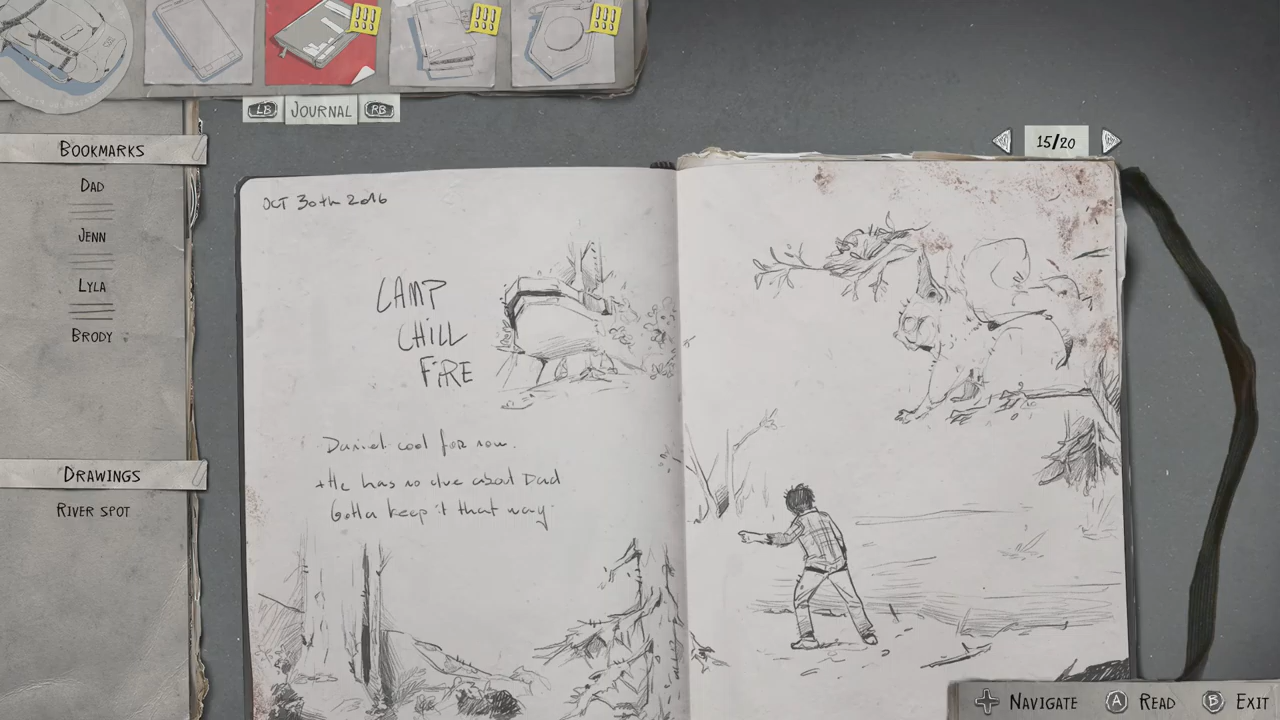 LB JOURNAL RB
BOOKMARKS
DAD
JENN
LYLA
BRODY
DRAWINGS
RIVER SPOT
15/20
OCT 30th 2016
CAMP
CHILL
FIRE
Daniel cool for now.
+He has no clue about Dad
Gotta keep it that way.
NAVIGATE A READ B EXIT